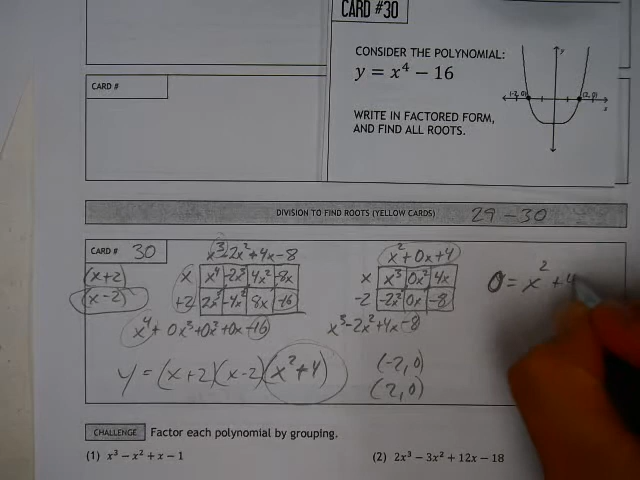 CARD #30
CONSIDER THE POLYNOMIAL:
y = x⁴ − 16
WRITE IN FACTORED FORM,
AND FIND ALL ROOTS.
y
(-2,0)
(2,0)
x
CARD #
DIVISION TO FIND ROOTS (YELLOW CARDS) 29 - 30
CARD # 30
(x+2)
(x-2)
x³-2x²+4x-8
x x⁴ -2x³ 4x² -8x
+2 2x³ -4x² 8x -16
x⁴+0x³+0x²+0x-16
x²+0x+4
x x³ 0x² 4x
-2 -2x² 0x -8
x³-2x²+4x-8
0=x²+4
y=(x+2)(x-2)(x²+4)
(-2,0)
(2,0)
CHALLENGE Factor each polynomial by grouping.
(1) x³ − x² + x − 1
(2) 2x³ − 3x² + 12x − 18